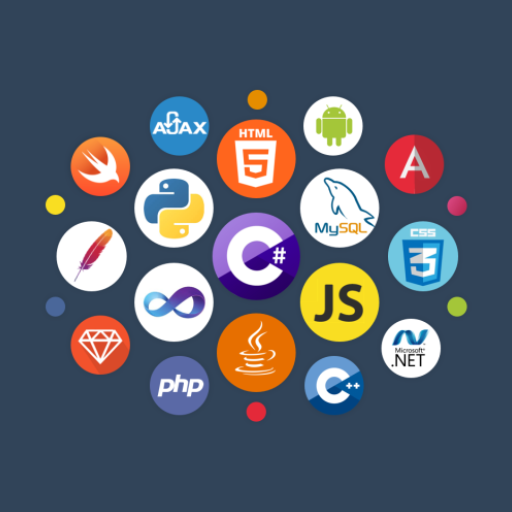 AJAX
HTML
5
A
MySQL
CSS
3
C#
JS
Microsoft®
.NET
php
C++